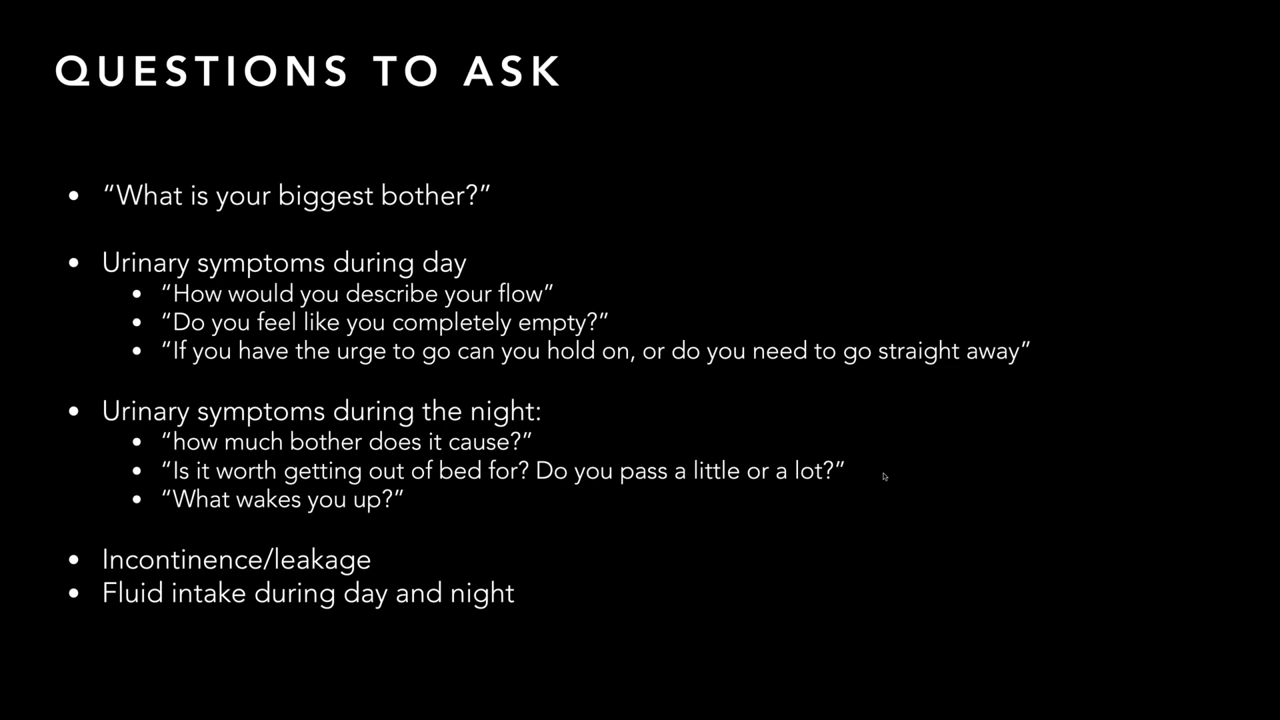 QUESTIONS TO ASK
• “What is your biggest bother?”
• Urinary symptoms during day
• “How would you describe your flow”
• “Do you feel like you completely empty?”
• “If you have the urge to go can you hold on, or do you need to go straight away”
• Urinary symptoms during the night:
• “how much bother does it cause?”
• “Is it worth getting out of bed for? Do you pass a little or a lot?“
• “What wakes you up?“
• Incontinence/leakage
• Fluid intake during day and night